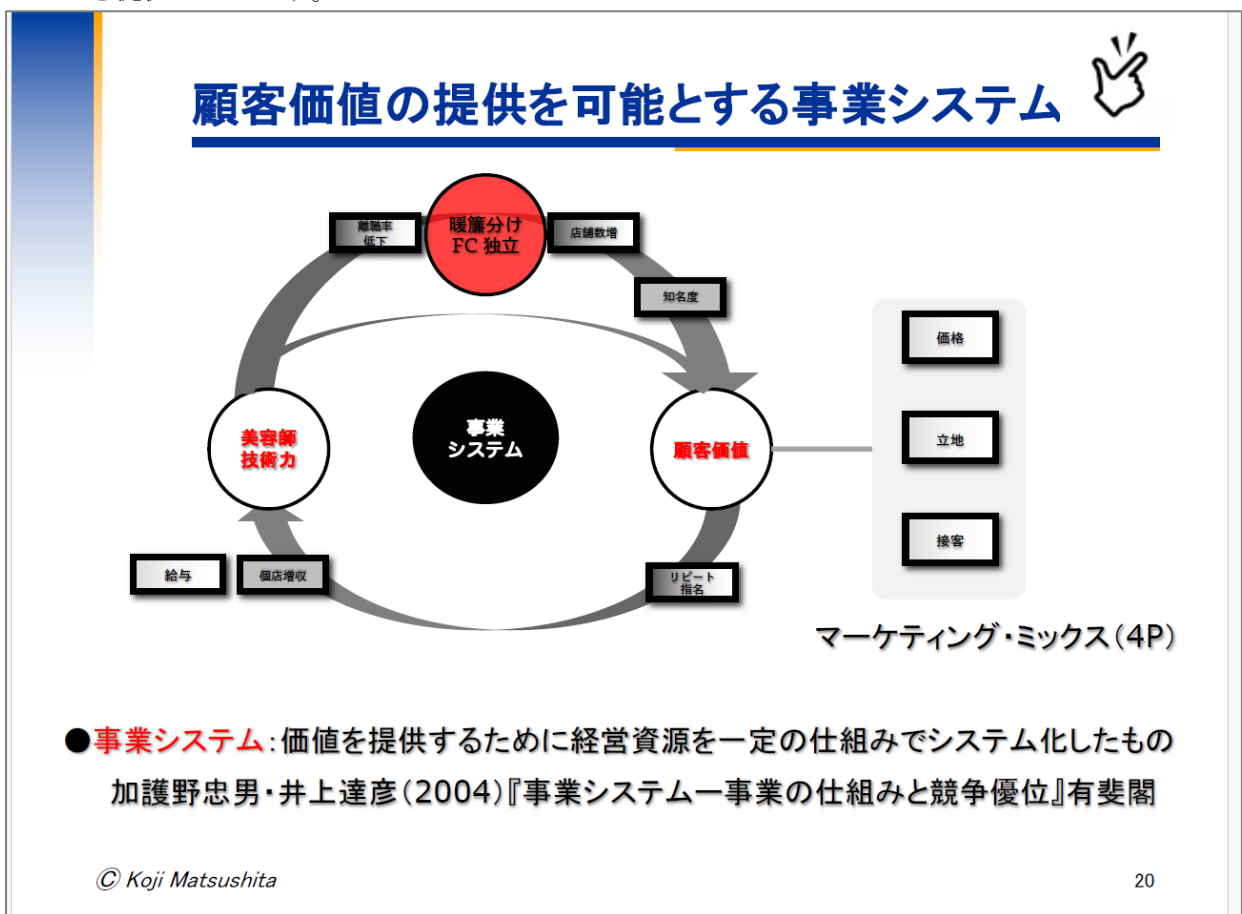 顧客価値の提供を可能とする事業システム
離職率
低下
暖簾分け
FC 独立
店舗数増
知名度
価格
美容師
技術力
事業
システム
顧客価値
立地
給与
個店増収
リピート
指名
接客
マーケティング・ミックス(4P)
●事業システム:価値を提供するために経営資源を一定の仕組みでシステム化したもの
加護野忠男・井上達彦(2004)『事業システム―事業の仕組みと競争優位』有斐閣
© Koji Matsushita
20